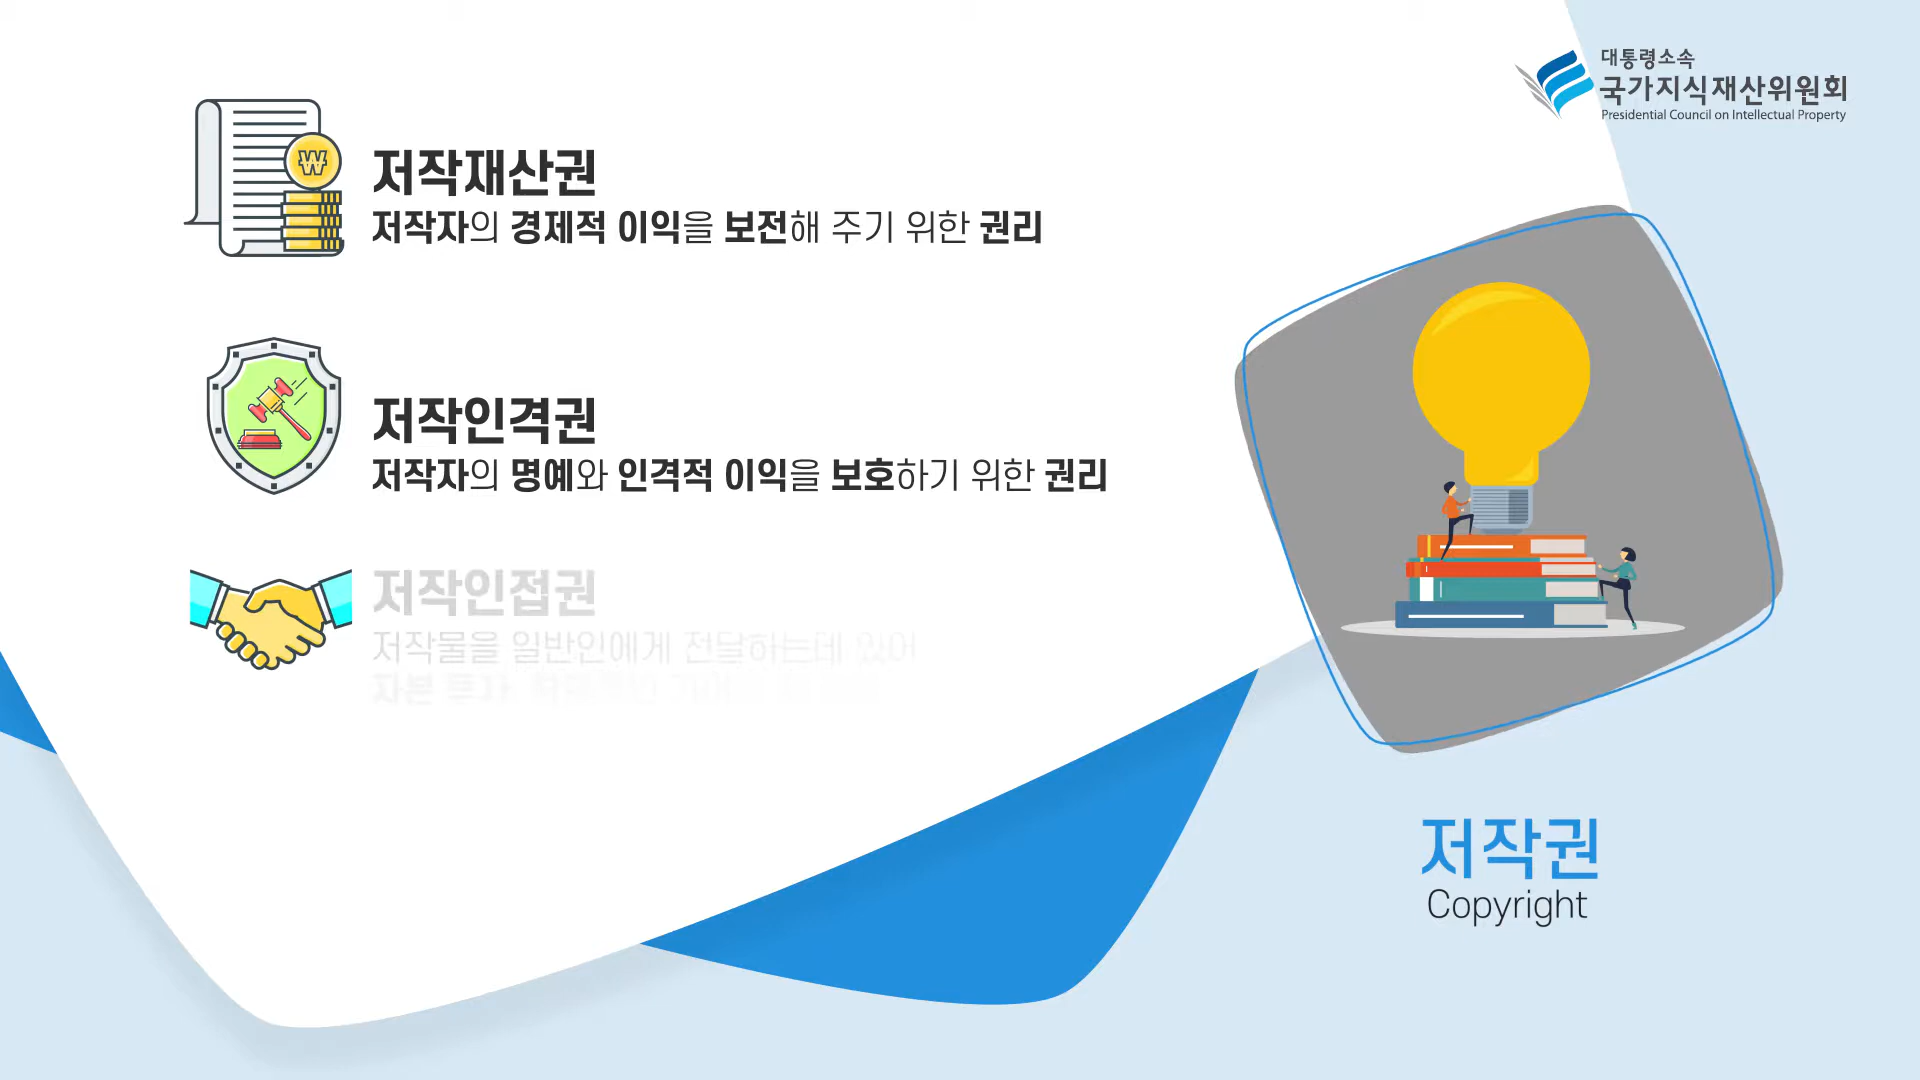 대통령소속
국가지식재산위원회
Presidential Council on Intellectual Property
저작재산권
저작자의 경제적 이익을 보전해 주기 위한 권리
저작인격권
저작자의 명예와 인격적 이익을 보호하기 위한 권리
저작인접권
저작물을 일반인에게 전달하는데 있어
저작권
Copyright